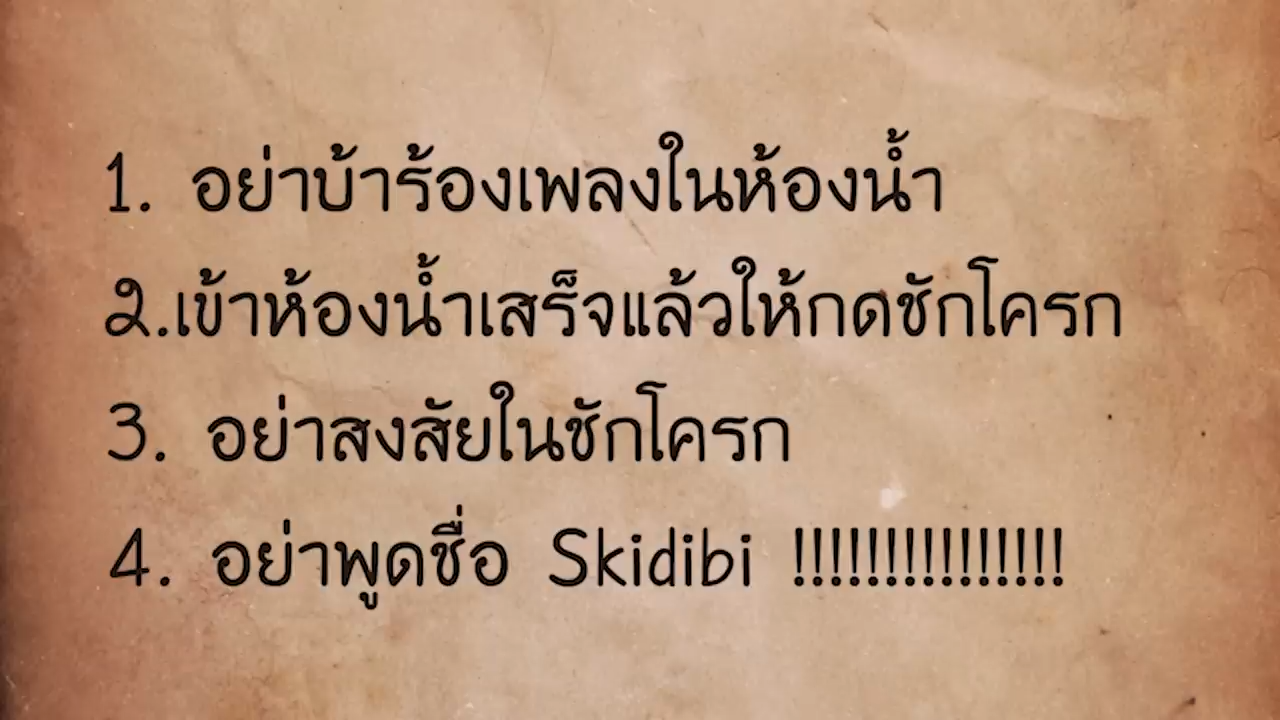 1. อย่าบ้าร้องเพลงในห้องน้ำ
2.เข้าห้องน้ำเสร็จแล้วให้กดชักโครก
3. อย่าสงสัยในชักโครก
4. อย่าพูดชื่อ Skidibi !!!!!!!!!!!!!!!